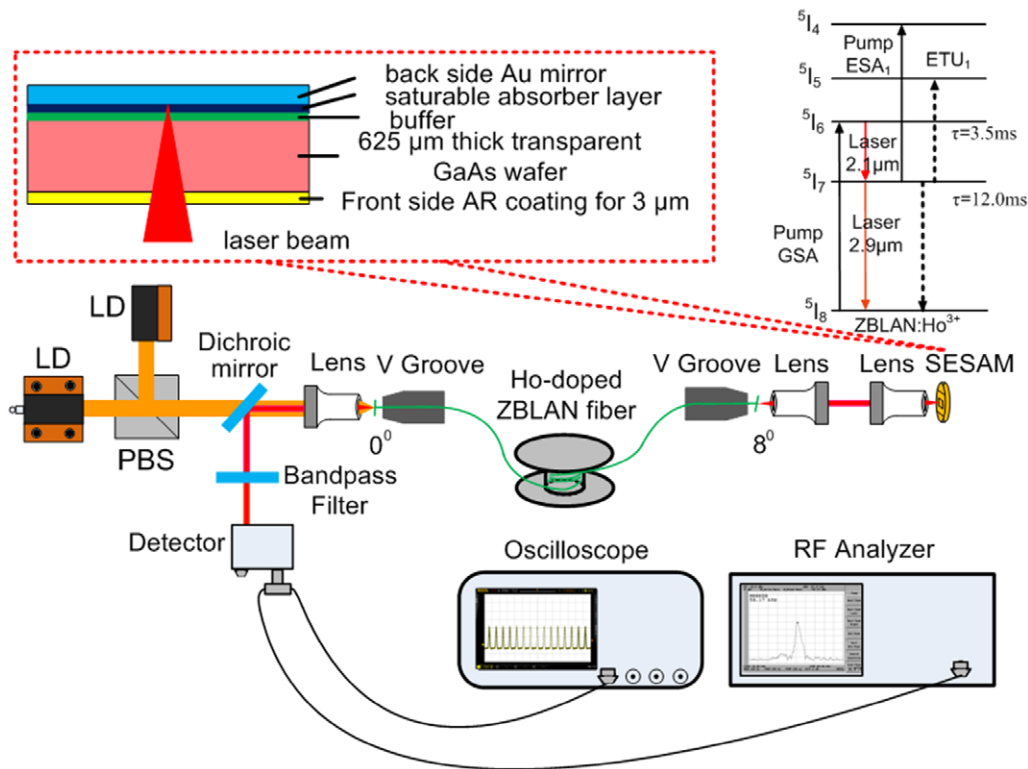 back side Au mirror
saturable absorber layer
buffer
625 µm thick transparent
GaAs wafer
Front side AR coating for 3 µm
laser beam
⁵I₄
Pump
ESA₁
ETU₁
⁵I₅
⁵I₆
τ=3.5ms
Laser
2.1µm
⁵I₇
τ=12.0ms
Pump
GSA
Laser
2.9µm
⁵I₈
ZBLAN:Ho³⁺
LD
LD
Dichroic
mirror
PBS
Lens
V Groove
0⁰
Ho-doped
ZBLAN fiber
V Groove
8⁰
Lens
Lens
SESAM
Bandpass
Filter
Detector
Oscilloscope
RF Analyzer